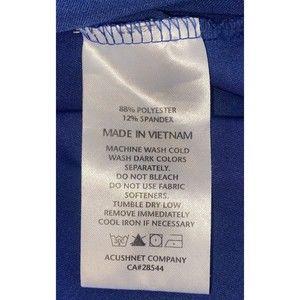 88% POLYESTER
12% SPANDEX
MADE IN VIETNAM
MACHINE WASH COLD
WASH DARK COLORS
SEPARATELY.
DO NOT BLEACH
DO NOT USE FABRIC
SOFTENERS.
TUMBLE DRY LOW
REMOVE IMMEDIATELY
COOL IRON IF NECESSARY
ACUSHNET COMPANY
CA#28544